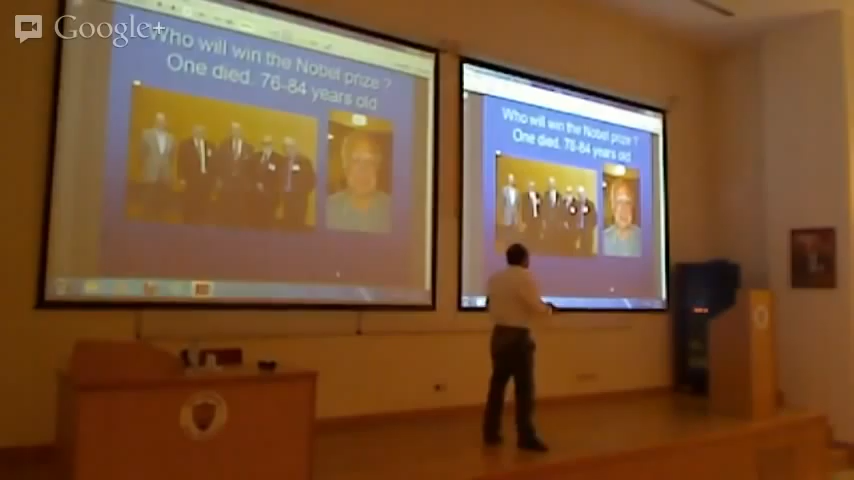 Google+
Who will win the Nobel prize ?
One died. 76-84 years old
Who will win the Nobel prize ?
One died. 76-84 years old